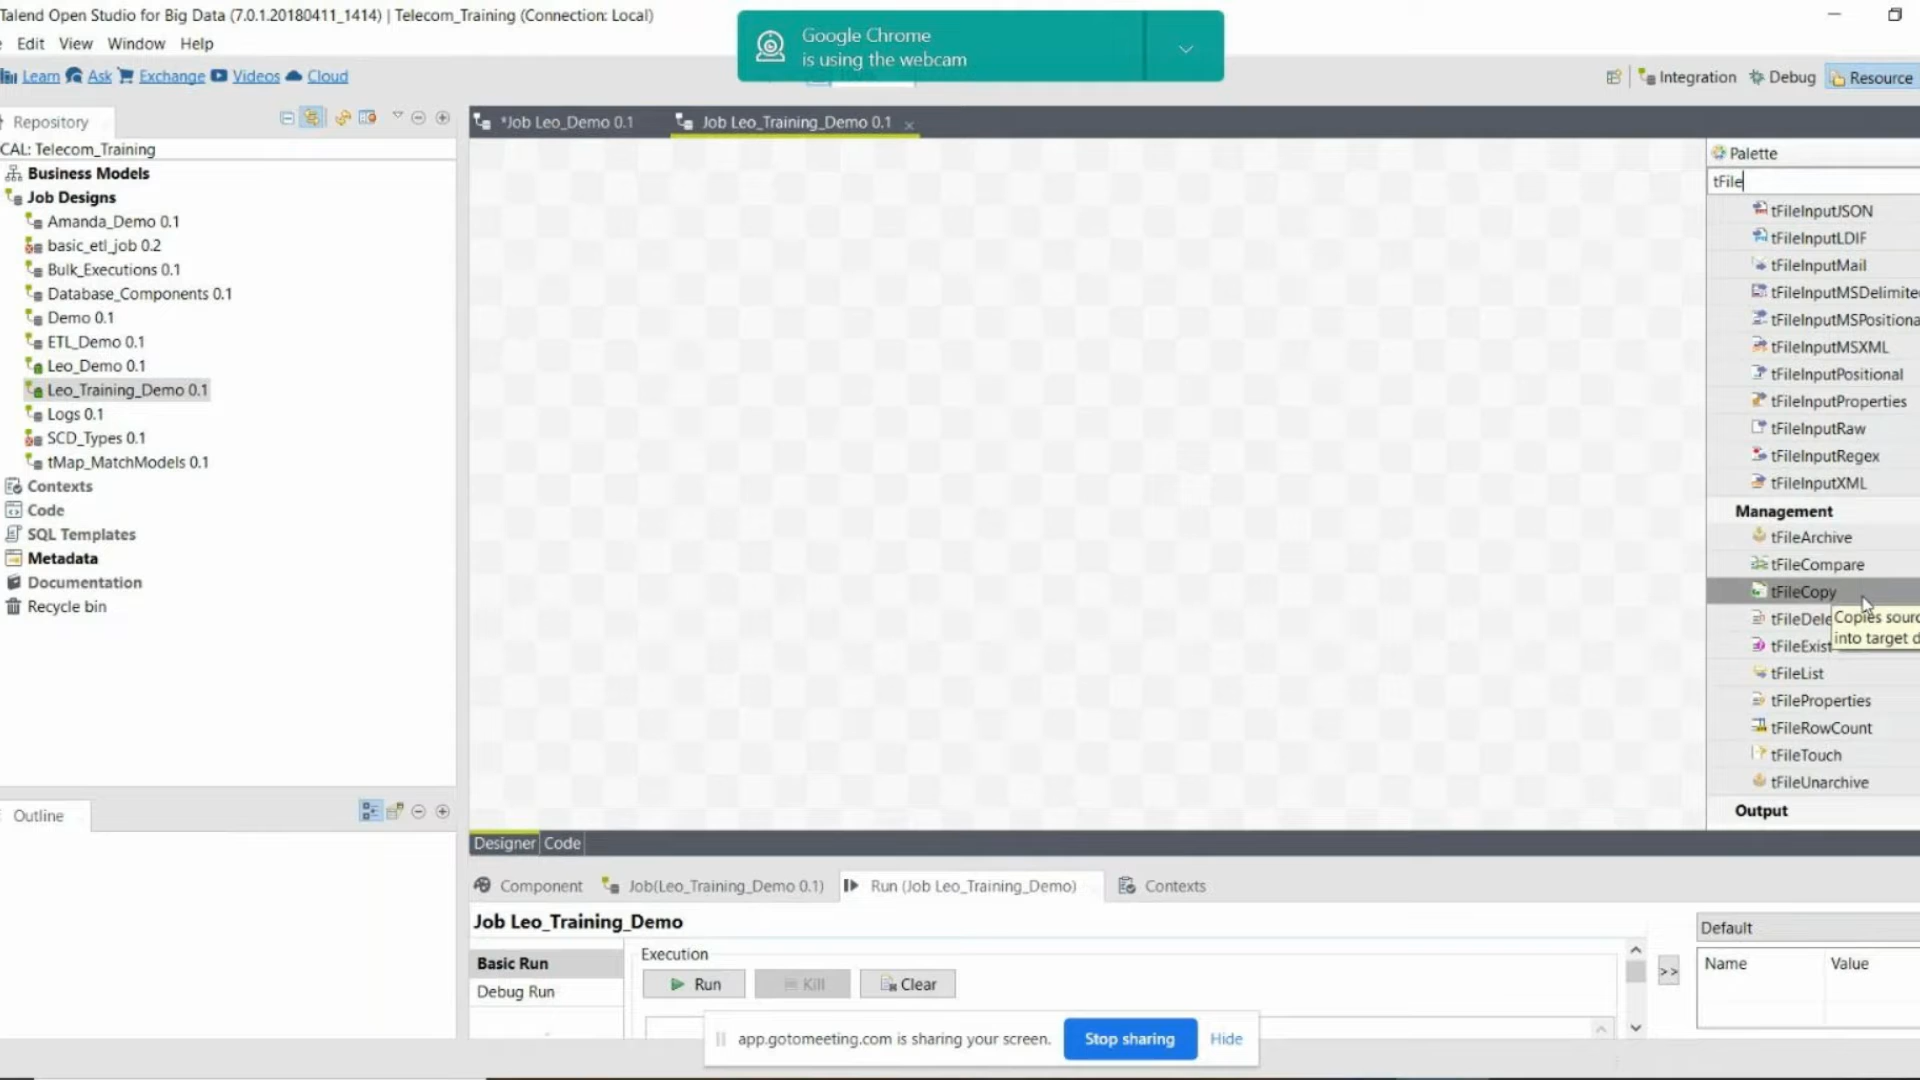 Talend Open Studio for Big Data (7.0.1.20180411_1414) | Telecom_Training (Connection: Local)
Edit View Window Help
Google Chrome
is using the webcam
Learn Ask Exchange Videos Cloud
Integration Debug Resource
Repository
CAL: Telecom_Training
Business Models
Job Designs
Amanda_Demo 0.1
basic_etl_job 0.2
Bulk_Executions 0.1
Database_Components 0.1
Demo 0.1
ETL_Demo 0.1
Leo_Demo 0.1
Leo_Training_Demo 0.1
Logs 0.1
SCD_Types 0.1
tMap_MatchModels 0.1
Contexts
Code
SQL Templates
Metadata
Documentation
Recycle bin
Outline
*Job Leo_Demo 0.1
Job Leo_Training_Demo 0.1
Palette
tFile
tFileInputJSON
tFileInputLDIF
tFileInputMail
tFileInputMSDelimite
tFileInputMSPositiona
tFileInputMSXML
tFileInputPositional
tFileInputProperties
tFileInputRaw
tFileInputRegex
tFileInputXML
Management
tFileArchive
tFileCompare
tFileCopy
tFileDele
tFileExist
Copies sourc
into target d
tFileList
tFileProperties
tFileRowCount
tFileTouch
tFileUnarchive
Output
Designer Code
Component Job(Leo_Training_Demo 0.1) Run (Job Leo_Training_Demo) Contexts
Job Leo_Training_Demo
Basic Run
Debug Run
Execution
Run Kill Clear
>>
Default
Name Value
app.gotomeeting.com is sharing your screen. Stop sharing Hide